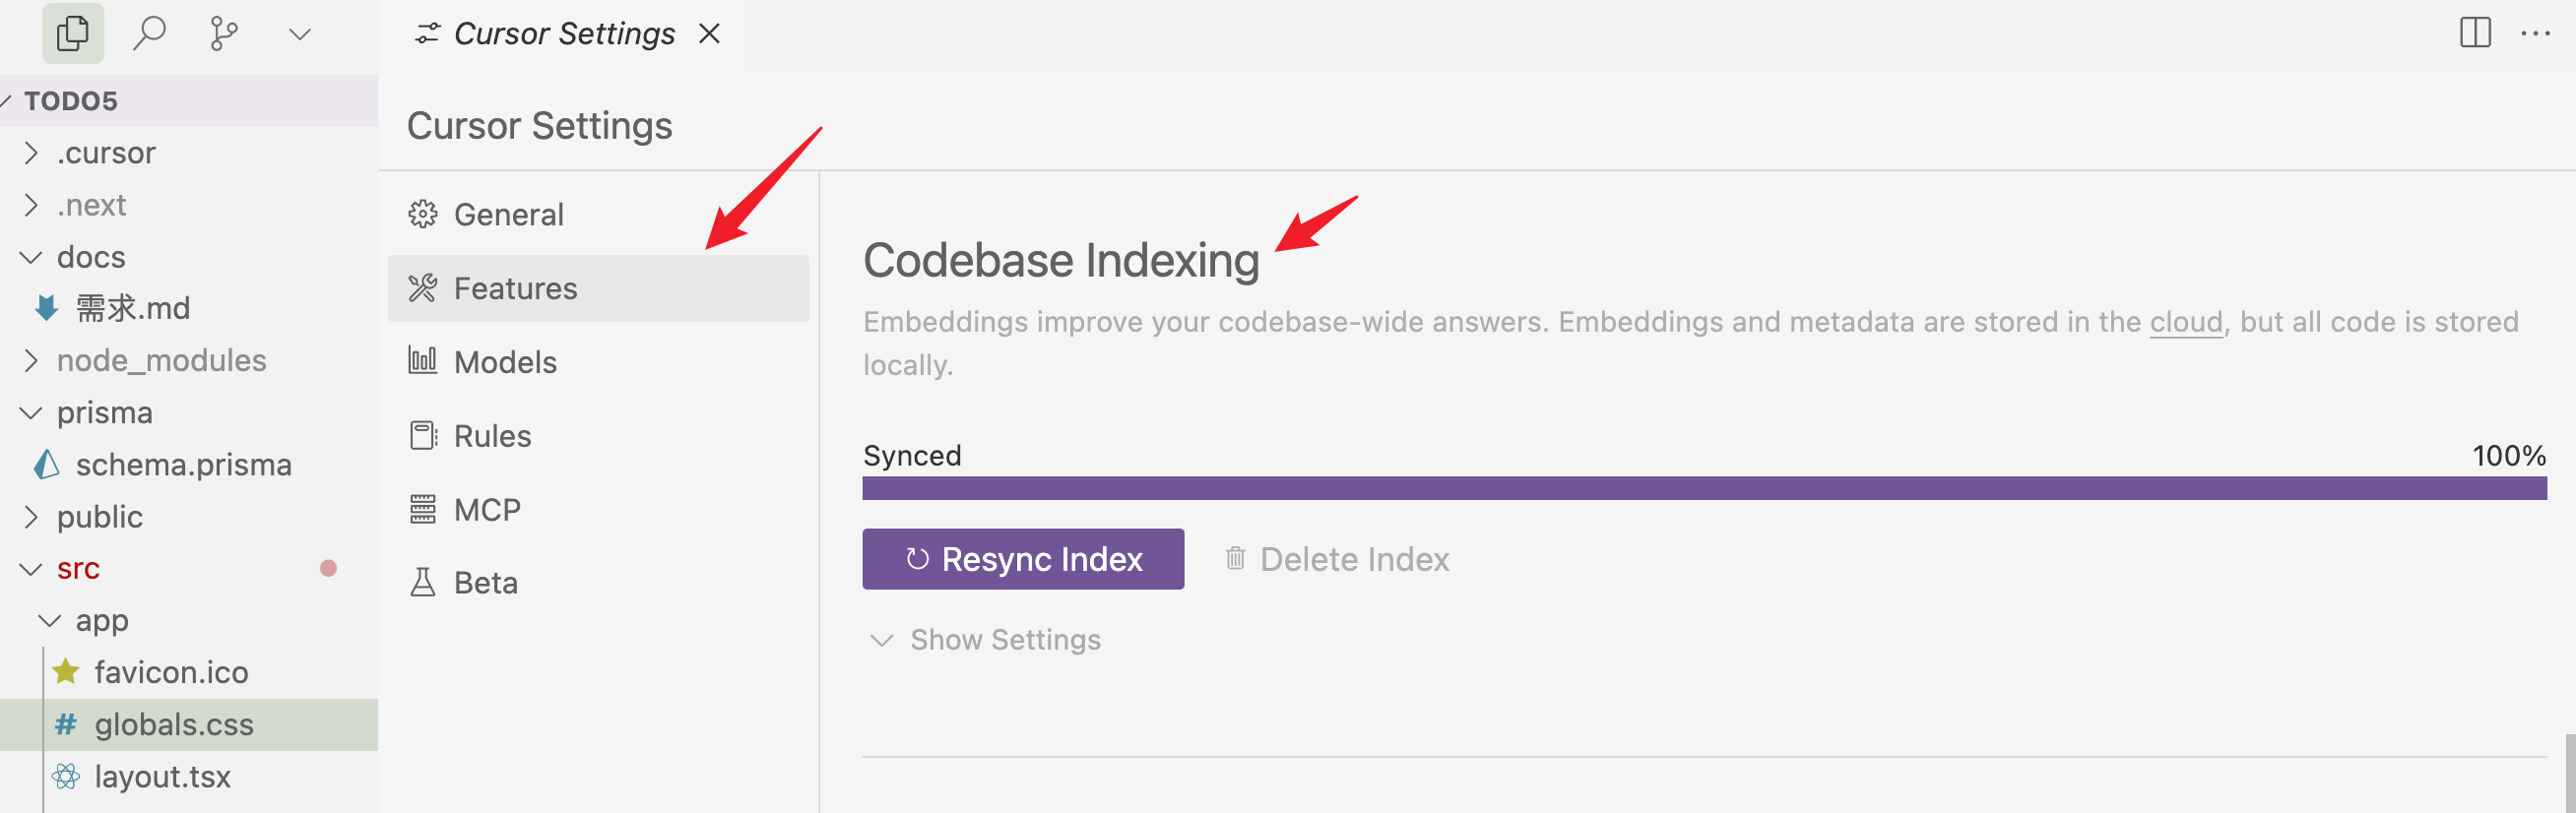 Cursor Settings
TODO5
.cursor
.next
docs
需求.md
node_modules
prisma
schema.prisma
public
src
app
favicon.ico
# globals.css
layout.tsx
Cursor Settings
General
Features
Models
Rules
MCP
Beta
Codebase Indexing
Embeddings improve your codebase-wide answers. Embeddings and metadata are stored in the cloud, but all code is stored
locally.
Synced 100%
Resync Index Delete Index
Show Settings